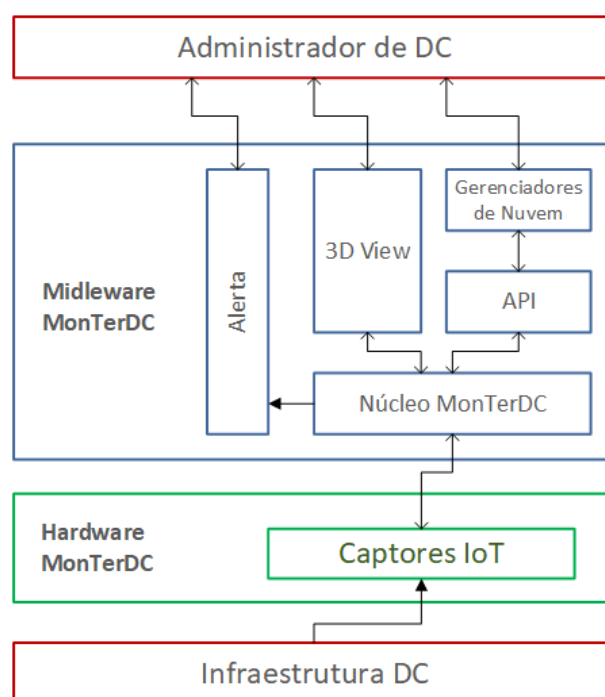 Administrador de DC
Gerenciadores
de Nuvem
3D View
Alerta
Midleware
MonTerDC
API
Núcleo MonTerDC
Hardware
MonTerDC
Captores IoT
Infraestrutura DC